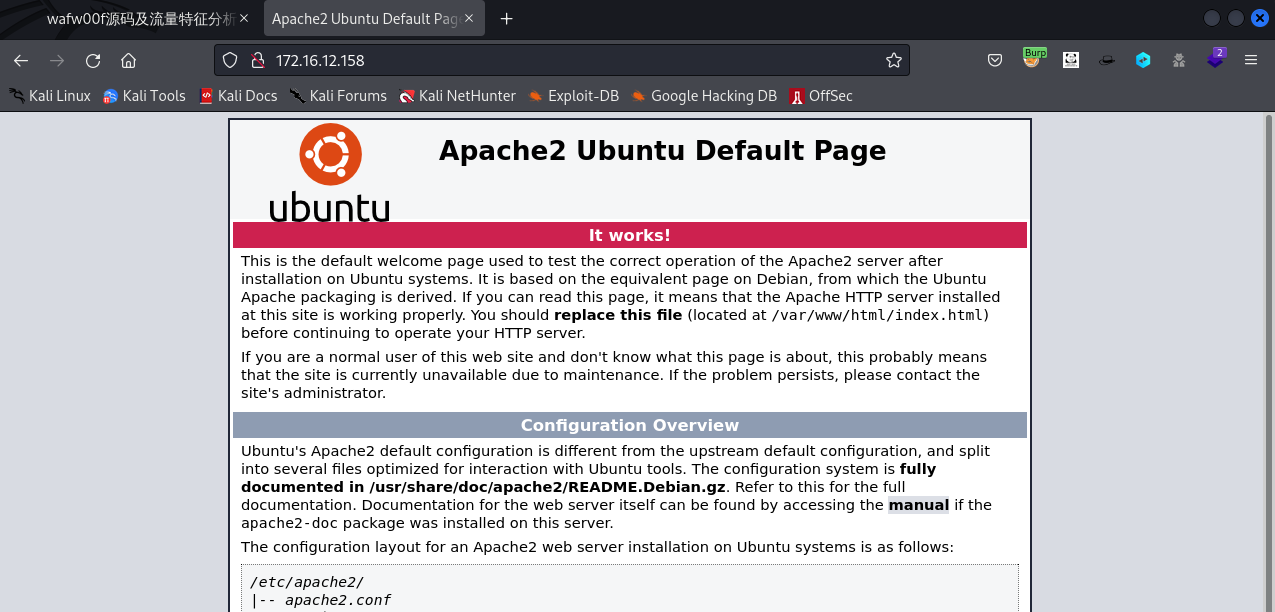 wafw00f源码及流量特征分析
Apache2 Ubuntu Default Pag
172.16.12.158
Burp
2
Kali Linux Kali Tools Kali Docs Kali Forums Kali NetHunter Exploit-DB Google Hacking DB OffSec
ubuntu
Apache2 Ubuntu Default Page
It works!
This is the default welcome page used to test the correct operation of the Apache2 server after
installation on Ubuntu systems. It is based on the equivalent page on Debian, from which the Ubuntu
Apache packaging is derived. If you can read this page, it means that the Apache HTTP server installed
at this site is working properly. You should replace this file (located at /var/www/html/index.html)
before continuing to operate your HTTP server.
If you are a normal user of this web site and don't know what this page is about, this probably means
that the site is currently unavailable due to maintenance. If the problem persists, please contact the
site's administrator.
Configuration Overview
Ubuntu's Apache2 default configuration is different from the upstream default configuration, and split
into several files optimized for interaction with Ubuntu tools. The configuration system is fully
documented in /usr/share/doc/apache2/README.Debian.gz. Refer to this for the full
documentation. Documentation for the web server itself can be found by accessing the manual if the
apache2-doc package was installed on this server.
The configuration layout for an Apache2 web server installation on Ubuntu systems is as follows:
/etc/apache2/
|-- apache2.conf